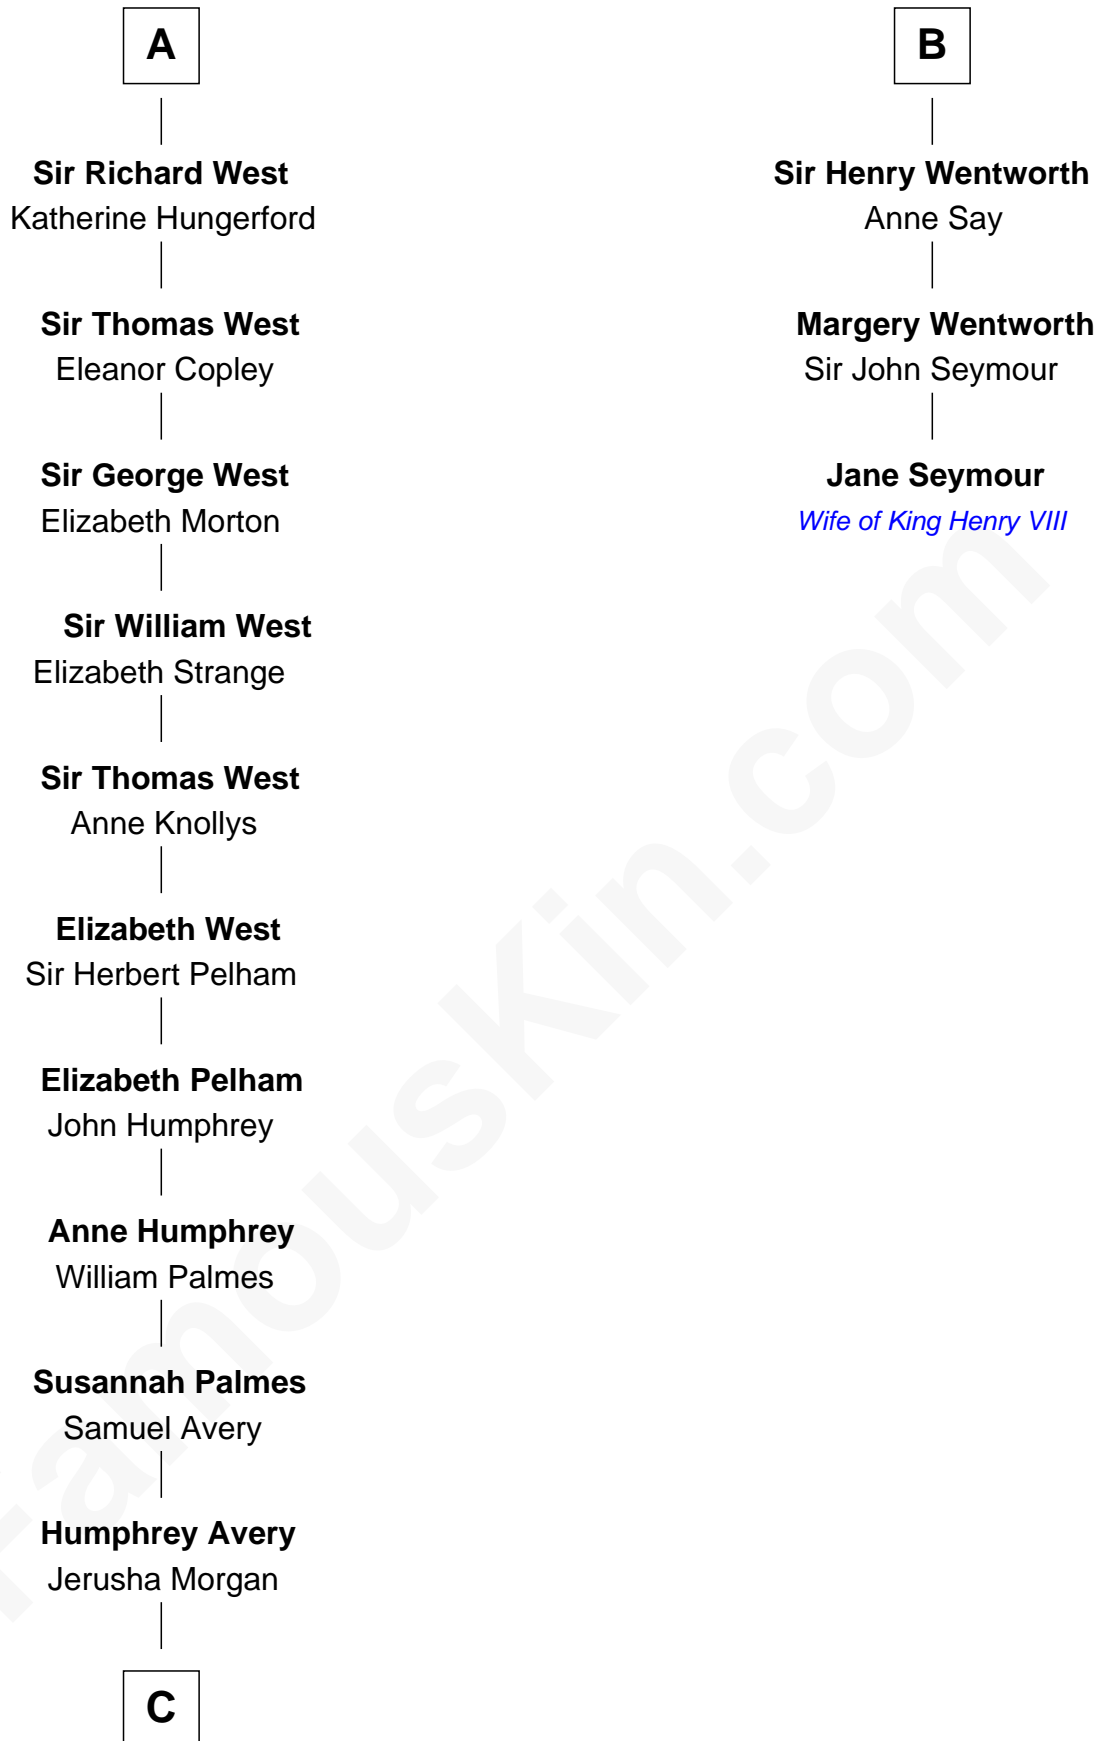 A
Sir Richard West
Katherine Hungerford
Sir Thomas West
Eleanor Copley
Sir George West
Elizabeth Morton
Sir William West
Elizabeth Strange
Sir Thomas West
Anne Knollys
Elizabeth West
Sir Herbert Pelham
Elizabeth Pelham
John Humphrey
Anne Humphrey
William Palmes
Susannah Palmes
Samuel Avery
Humphrey Avery
Jerusha Morgan
C
B
Sir Henry Wentworth
Anne Say
Margery Wentworth
Sir John Seymour
Jane Seymour
Wife of King Henry VIII
FamousKin.com